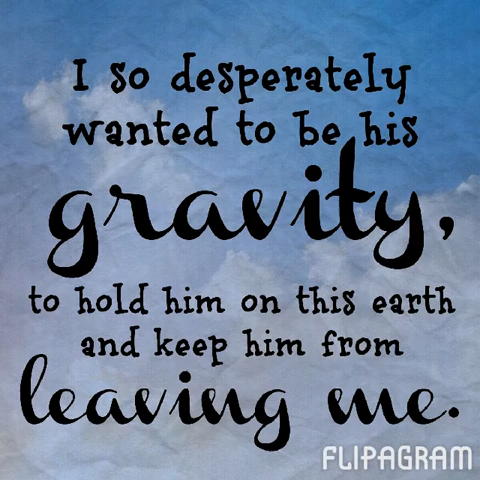 I so desperately
wanted to be his
gravity,
to hold him on this earth
and keep him from
leaving me.
FLIPAGRAM